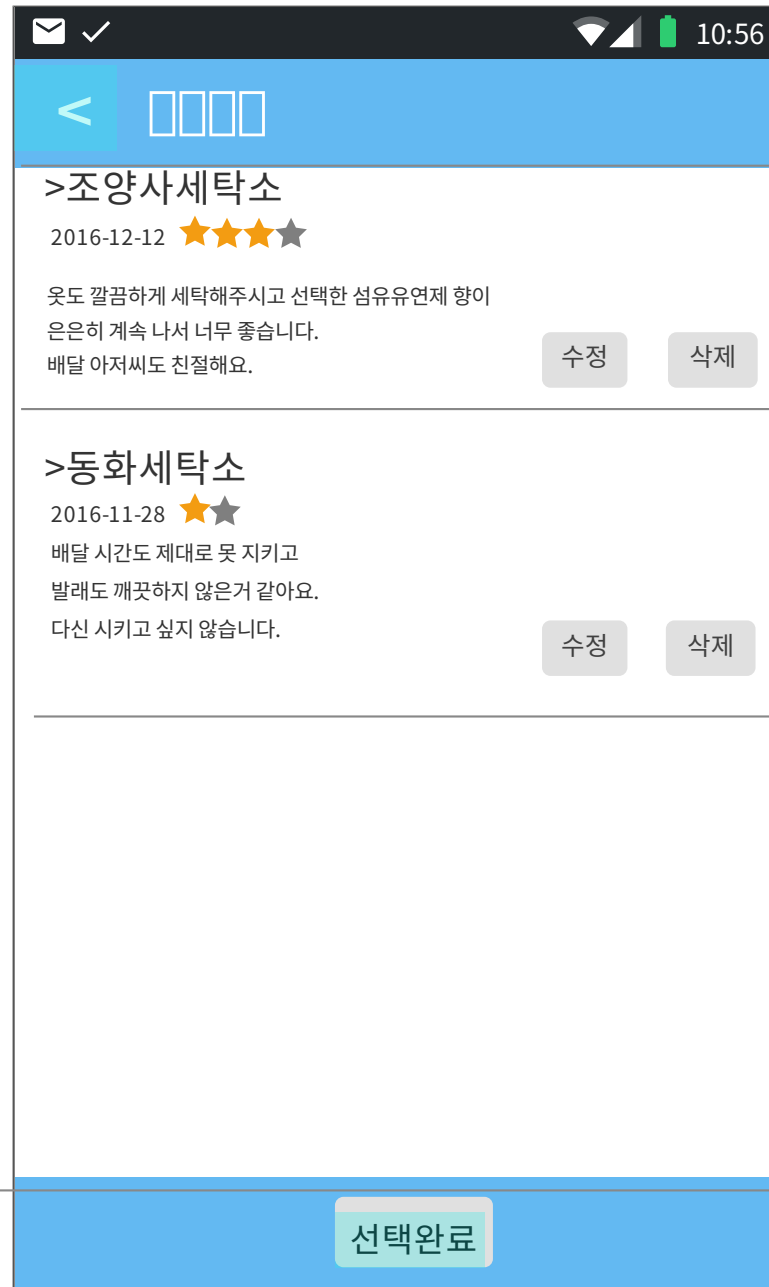 10:56
<
>조양사세탁소
2016-12-12
옷도 깔끔하게 세탁해주시고 선택한 섬유유연제 향이
은은히 계속 나서 너무 좋습니다.
배달 아저씨도 친절해요.
수정 삭제
>동화세탁소
2016-11-28
배달 시간도 제대로 못 지키고
발래도 깨끗하지 않은거 같아요.
다신 시키고 싶지 않습니다.
수정 삭제
선택완료